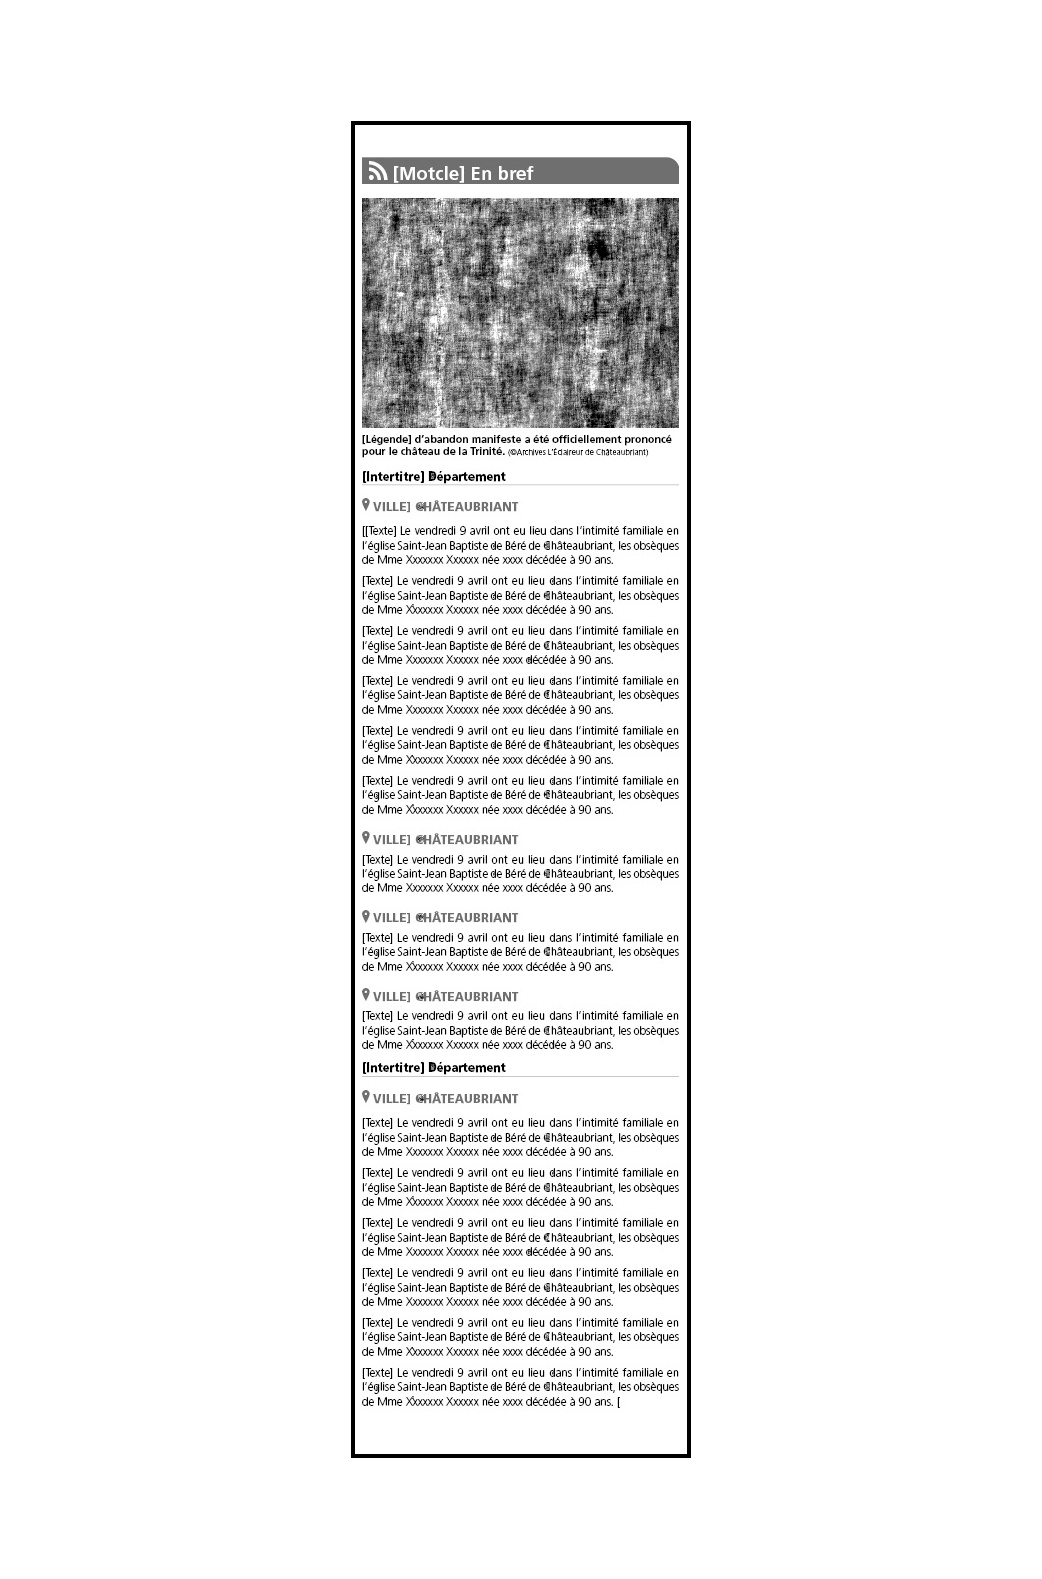 [Motcle] En bref
[Légende] d’abandon manifeste a été officiellement prononcé
pour le château de la Trinité. (©Archives L’Éclaireur de Châteaubriant)
[Intertitre] Département
VILLE] CHÂTEAUBRIANT
[[Texte] Le vendredi 9 avril ont eu lieu dans l’intimité familiale en
l’église Saint-Jean Baptiste de Béré de Châteaubriant, les obsèques
de Mme Xxxxxxx Xxxxxx née xxxx décédée à 90 ans.
[Texte] Le vendredi 9 avril ont eu lieu dans l’intimité familiale en
l’église Saint-Jean Baptiste de Béré de Châteaubriant, les obsèques
de Mme Xxxxxxx Xxxxxx née xxxx décédée à 90 ans.
[Texte] Le vendredi 9 avril ont eu lieu dans l’intimité familiale en
l’église Saint-Jean Baptiste de Béré de Châteaubriant, les obsèques
de Mme Xxxxxxx Xxxxxx née xxxx décédée à 90 ans.
[Texte] Le vendredi 9 avril ont eu lieu dans l’intimité familiale en
l’église Saint-Jean Baptiste de Béré de Châteaubriant, les obsèques
de Mme Xxxxxxx Xxxxxx née xxxx décédée à 90 ans.
[Texte] Le vendredi 9 avril ont eu lieu dans l’intimité familiale en
l’église Saint-Jean Baptiste de Béré de Châteaubriant, les obsèques
de Mme Xxxxxxx Xxxxxx née xxxx décédée à 90 ans.
[Texte] Le vendredi 9 avril ont eu lieu dans l’intimité familiale en
l’église Saint-Jean Baptiste de Béré de Châteaubriant, les obsèques
de Mme Xxxxxxx Xxxxxx née xxxx décédée à 90 ans.
VILLE] CHÂTEAUBRIANT
[Texte] Le vendredi 9 avril ont eu lieu dans l’intimité familiale en
l’église Saint-Jean Baptiste de Béré de Châteaubriant, les obsèques
de Mme Xxxxxxx Xxxxxx née xxxx décédée à 90 ans.
VILLE] CHÂTEAUBRIANT
[Texte] Le vendredi 9 avril ont eu lieu dans l’intimité familiale en
l’église Saint-Jean Baptiste de Béré de Châteaubriant, les obsèques
de Mme Xxxxxxx Xxxxxx née xxxx décédée à 90 ans.
VILLE] CHÂTEAUBRIANT
[Texte] Le vendredi 9 avril ont eu lieu dans l’intimité familiale en
l’église Saint-Jean Baptiste de Béré de Châteaubriant, les obsèques
de Mme Xxxxxxx Xxxxxx née xxxx décédée à 90 ans.
[Intertitre] Département
VILLE] CHÂTEAUBRIANT
[Texte] Le vendredi 9 avril ont eu lieu dans l’intimité familiale en
l’église Saint-Jean Baptiste de Béré de Châteaubriant, les obsèques
de Mme Xxxxxxx Xxxxxx née xxxx décédée à 90 ans.
[Texte] Le vendredi 9 avril ont eu lieu dans l’intimité familiale en
l’église Saint-Jean Baptiste de Béré de Châteaubriant, les obsèques
de Mme Xxxxxxx Xxxxxx née xxxx décédée à 90 ans.
[Texte] Le vendredi 9 avril ont eu lieu dans l’intimité familiale en
l’église Saint-Jean Baptiste de Béré de Châteaubriant, les obsèques
de Mme Xxxxxxx Xxxxxx née xxxx décédée à 90 ans.
[Texte] Le vendredi 9 avril ont eu lieu dans l’intimité familiale en
l’église Saint-Jean Baptiste de Béré de Châteaubriant, les obsèques
de Mme Xxxxxxx Xxxxxx née xxxx décédée à 90 ans.
[Texte] Le vendredi 9 avril ont eu lieu dans l’intimité familiale en
l’église Saint-Jean Baptiste de Béré de Châteaubriant, les obsèques
de Mme Xxxxxxx Xxxxxx née xxxx décédée à 90 ans.
[Texte] Le vendredi 9 avril ont eu lieu dans l’intimité familiale en
l’église Saint-Jean Baptiste de Béré de Châteaubriant, les obsèques
de Mme Xxxxxxx Xxxxxx née xxxx décédée à 90 ans. [